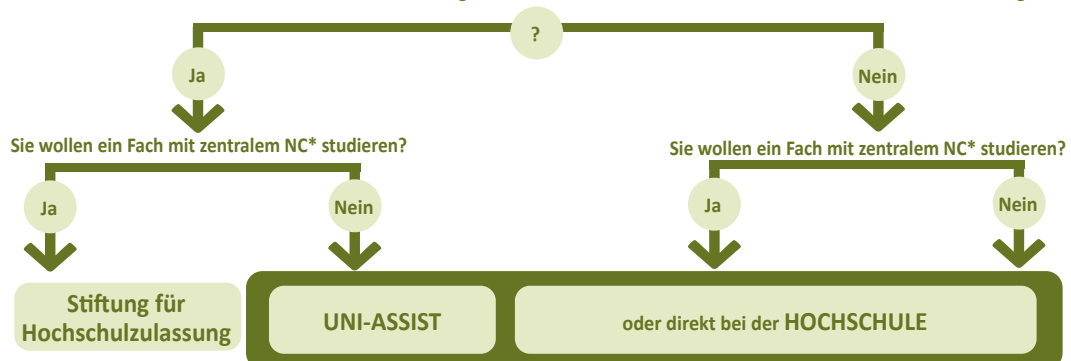 ?
Ja
Nein
Sie wollen ein Fach mit zentralem NC* studieren?
Sie wollen ein Fach mit zentralem NC* studieren?
Ja
Nein
Ja
Nein
Stiftung für
Hochschulzulassung
UNI-ASSIST
oder direkt bei der HOCHSCHULE